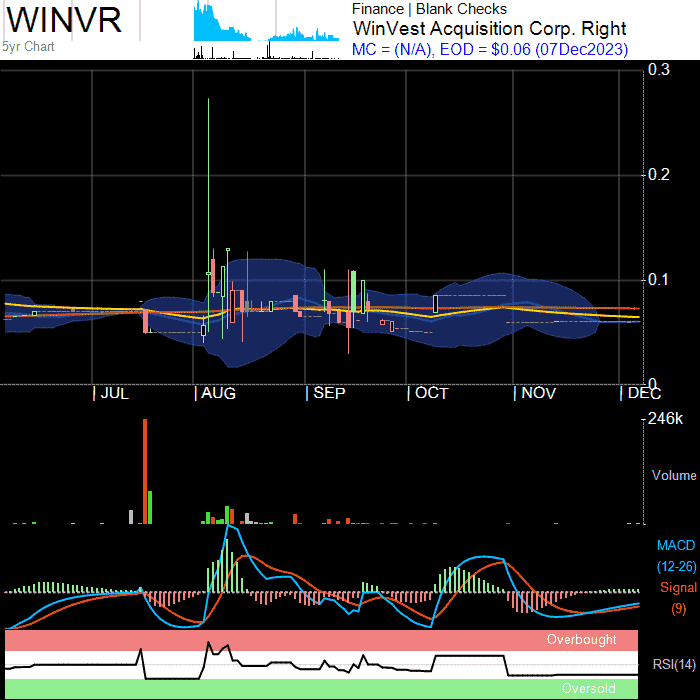 WINVR
5yr Chart
Finance | Blank Checks
WinVest Acquisition Corp. Right
MC = (N/A), EOD = $0.06 (07Dec2023)
0.3
0.2
0.1
0
JUL
AUG
SEP
OCT
NOV
DEC
246k
Volume
MACD
(12-26)
Signal
(9)
Overbought
RSI(14)
Oversold